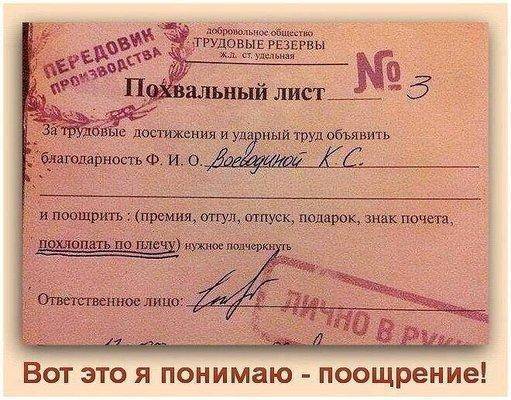 ПЕРЕДОВИК
ПРОИЗВОДСТВА
добровольное общество
ТРУДОВЫЕ РЕЗЕРВЫ
ж.д. ст. удельная
Похвальный лист № 3
За трудовые достижения и ударный труд объявить
благодарность Ф. И. О. Воеводиной К. С.
и поощрить : (премия, отгул, отпуск, подарок, знак почета,
похлопать по плечу) нужное подчеркнуть
Ответственное лицо:
ЛИЧНО В РУКИ
Вот это я понимаю - поощрение!